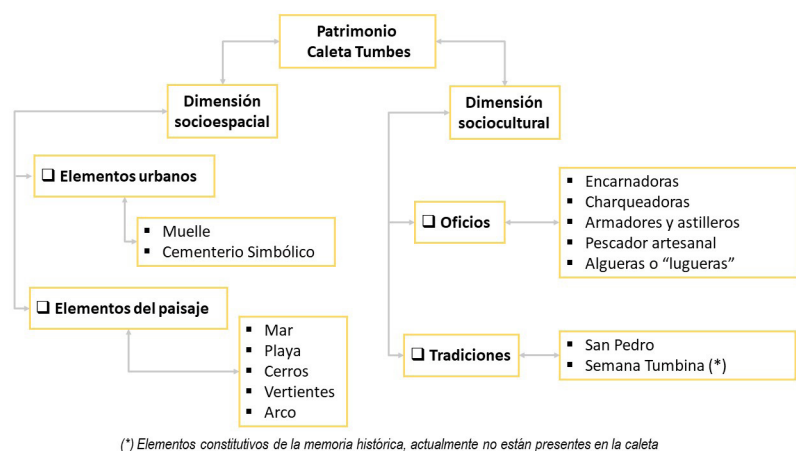 Patrimonio
Caleta Tumbes
Dimensión
socioespacial
❑ Elementos urbanos
▪ Muelle
▪ Cementerio Simbólico
❑ Elementos del paisaje
▪ Mar
▪ Playa
▪ Cerros
▪ Vertientes
▪ Arco
Dimensión
sociocultural
❑ Oficios
▪ Encarnadoras
▪ Charqueadoras
▪ Armadores y astilleros
▪ Pescador artesanal
▪ Algueras o “lugueras”
❑ Tradiciones
▪ San Pedro
▪ Semana Tumbina (*)
(*) Elementos constitutivos de la memoria histórica, actualmente no están presentes en la caleta